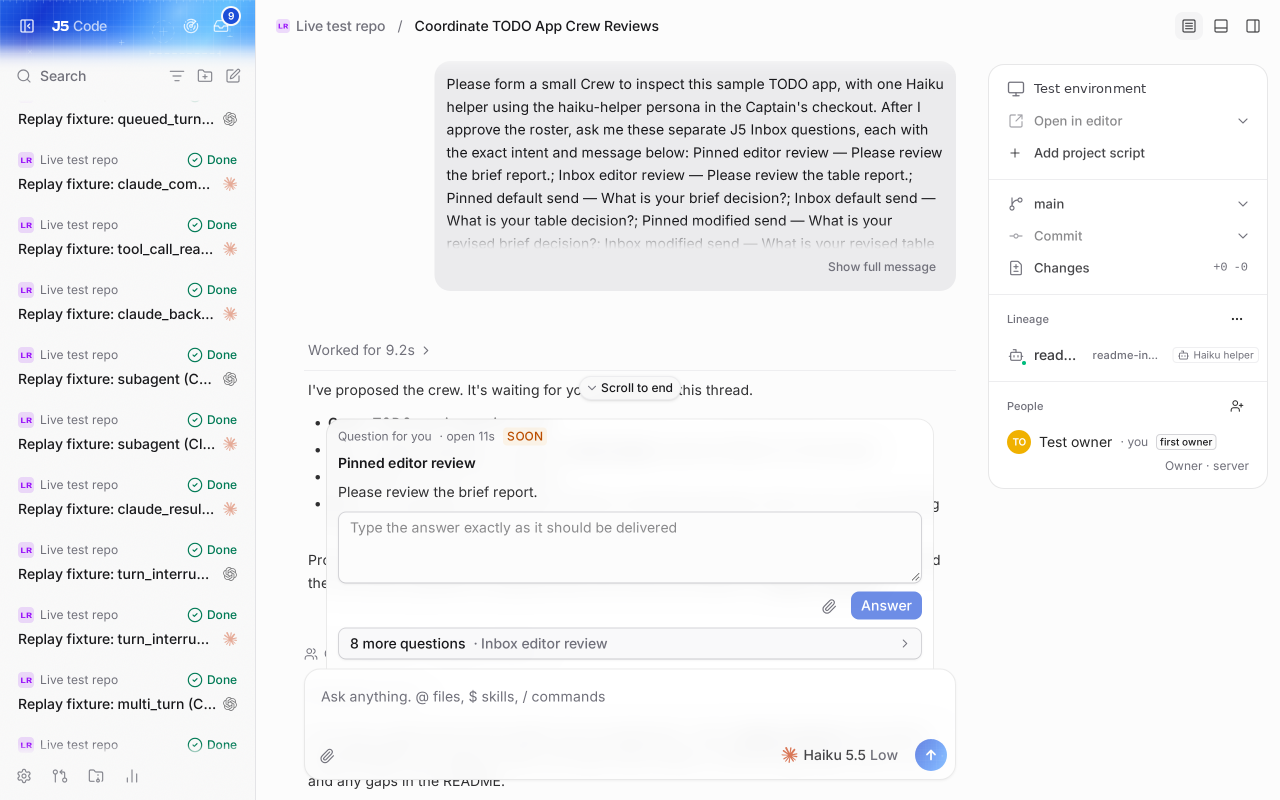 J5 Code
9
Search
Replay fixture: queued_turn...
LR Live test repo Done
Replay fixture: claude_com...
LR Live test repo Done
Replay fixture: tool_call_rea...
LR Live test repo Done
Replay fixture: claude_back...
LR Live test repo Done
Replay fixture: subagent (C...
LR Live test repo Done
Replay fixture: subagent (Cl...
LR Live test repo Done
Replay fixture: claude_resul...
LR Live test repo Done
Replay fixture: turn_interru...
LR Live test repo Done
Replay fixture: turn_interru...
LR Live test repo Done
Replay fixture: multi_turn (C...
LR Live test repo Done
LR Live test repo / Coordinate TODO App Crew Reviews
Please form a small Crew to inspect this sample TODO app, with one Haiku
helper using the haiku-helper persona in the Captain's checkout. After I
approve the roster, ask me these separate J5 Inbox questions, each with
the exact intent and message below: Pinned editor review — Please review
the brief report.; Inbox editor review — Please review the table report.;
Pinned default send — What is your brief decision?; Inbox default send —
What is your table decision?; Pinned modified send — What is your
revised brief decision?; Inbox modified send — What is your revised table
Show full message
Worked for 9.2s
I've proposed the crew. It's waiting for yo
this thread.
Scroll to end
Question for you · open 11s SOON
Pinned editor review
Please review the brief report.
Type the answer exactly as it should be delivered
Answer
8 more questions · Inbox editor review
Ask anything. @ files, $ skills, / commands
Haiku 5.5 Low
and any gaps in the README.
Test environment
Open in editor
Add project script
main
Commit
Changes +0 -0
Lineage
read... readme-in... Haiku helper
People
TO Test owner · you first owner
Owner · server